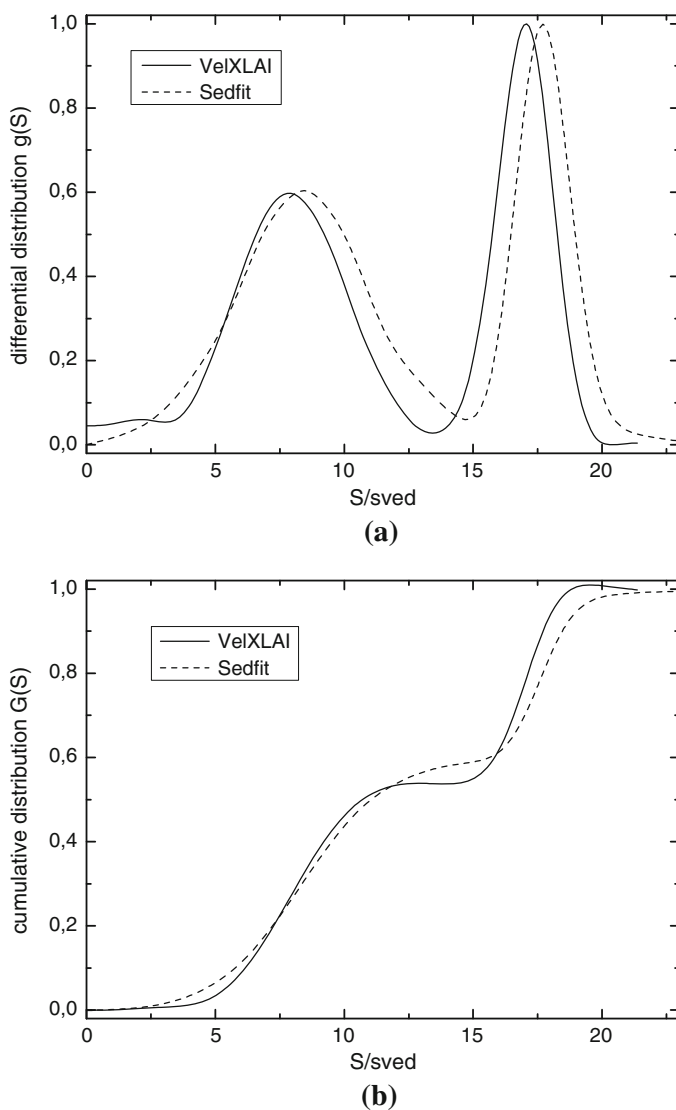 1,0
0,8
0,6
0,4
0,2
0,0
differential distribution g(S)
VelXLAI
Sedfit
0
5
10
15
20
S/sved
(a)
1,0
0,8
0,6
0,4
0,2
0,0
cumulative distribution G(S)
VelXLAI
Sedfit
0
5
10
15
20
S/sved
(b)